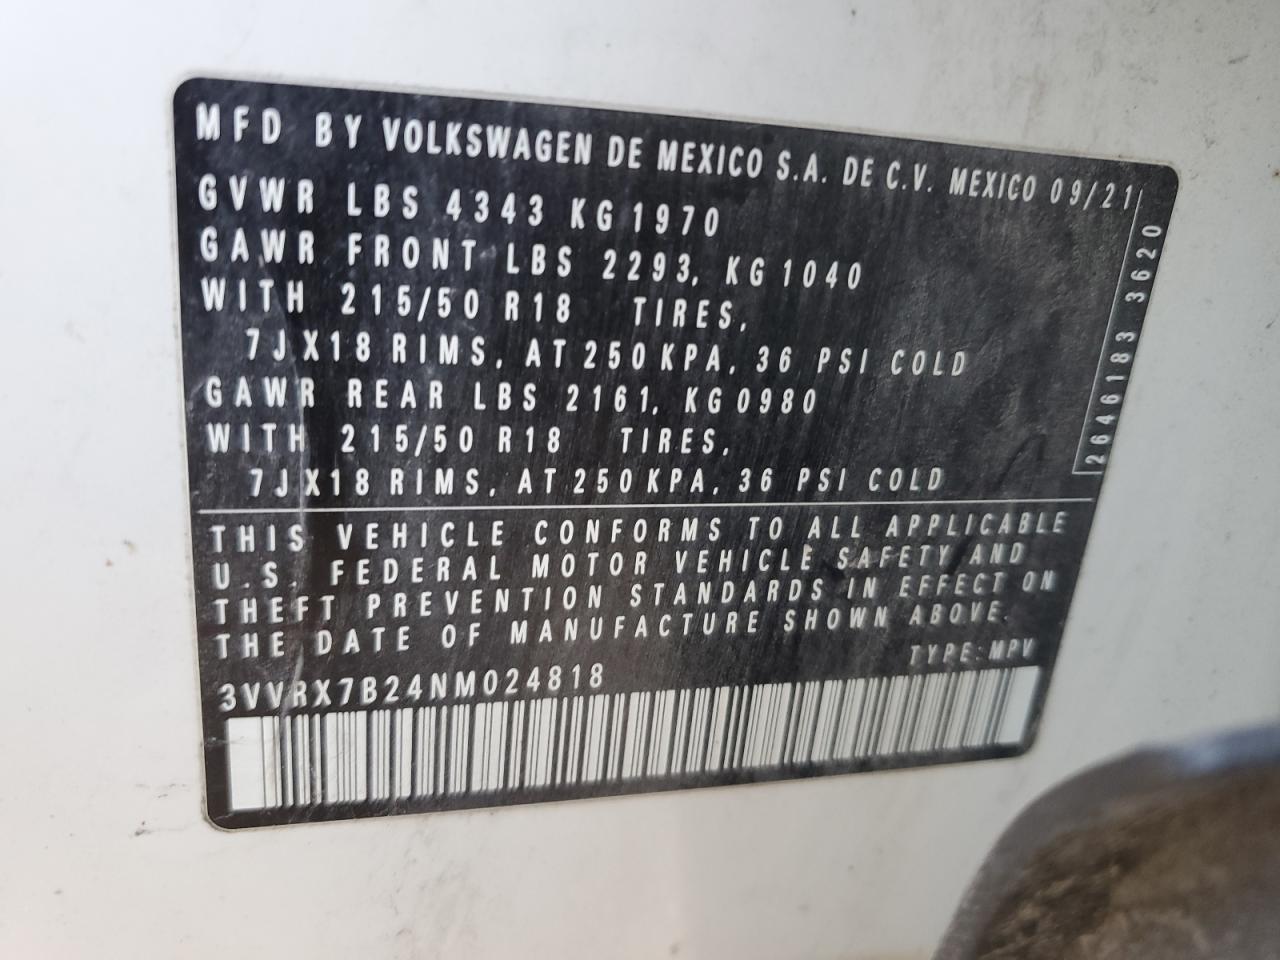 MFD BY VOLKSWAGEN DE MEXICO S.A. DE C.V. MEXICO 09/21
GVWR LBS 4343 KG 1970
GAWR FRONT LBS 2293, KG 1040
WITH 215/50 R18 TIRES,
7JX18 RIMS, AT 250 KPA, 36 PSI COLD
GAWR REAR LBS 2161, KG 0980
WITH 215/50 R18 TIRES,
7JX18 RIMS, AT 250 KPA, 36 PSI COLD
2646183 3620
THIS VEHICLE CONFORMS TO ALL APPLICABLE
U.S. FEDERAL MOTOR VEHICLE SAFETY AND
THEFT PREVENTION STANDARDS IN EFFECT ON
THE DATE OF MANUFACTURE SHOWN ABOVE.
TYPE: MPV
3VVRX7B24NM024818